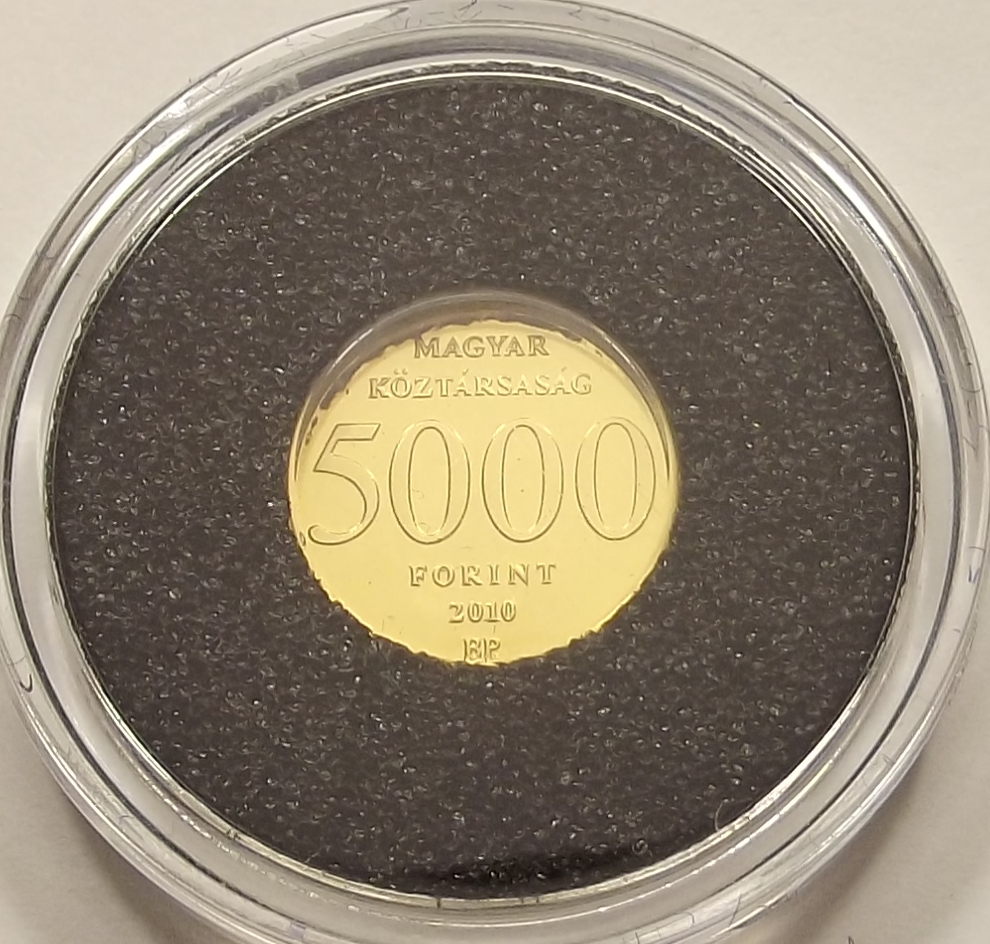 MAGYAR
KÖZTÁRSASÁG
5000
FORINT
2010
BP